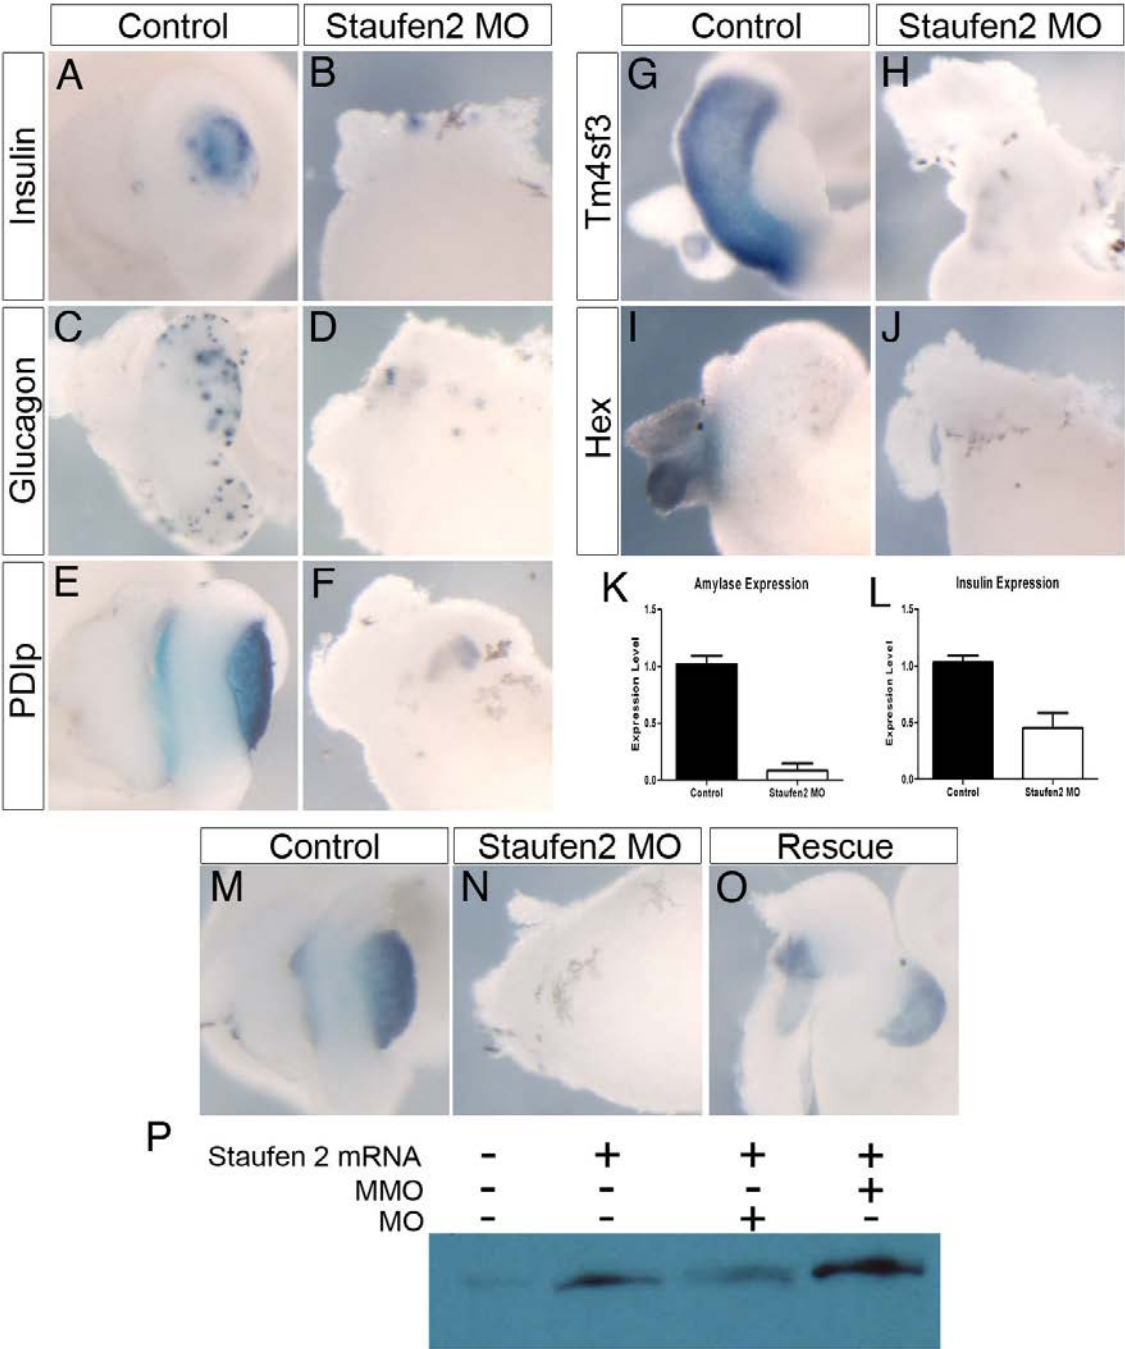 Control
Staufen2 MO
Control
Staufen2 MO
Insulin
A
B
Tm4sf3
G
H
Glucagon
C
D
Hex
I
J
PDIp
E
F
K
Amylase Expression
Expression Level
1.5
1.0
0.5
0.0
Control
Staufen2 MO
L
Insulin Expression
Expression Level
1.5
1.0
0.5
0.0
Control
Staufen2 MO
Control
Staufen2 MO
Rescue
M
N
O
P
Staufen 2 mRNA - + + +
MMO - - - +
MO - - + -